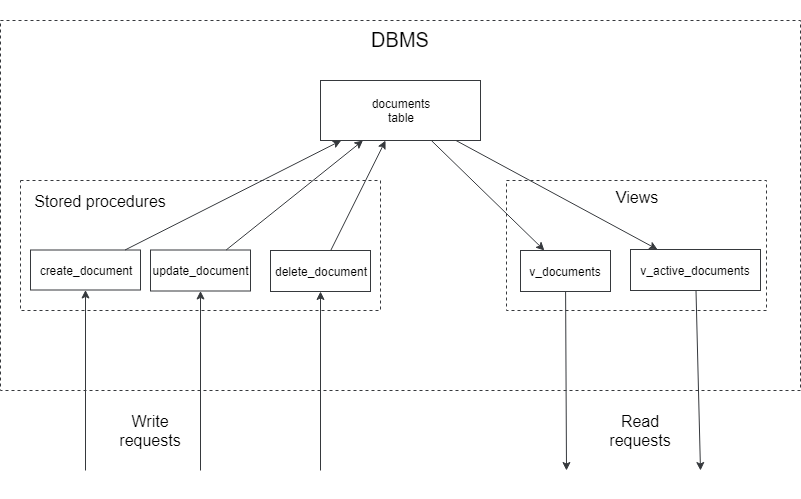 DBMS
documents
table
Stored procedures
Views
create_document
update_document
delete_document
v_documents
v_active_documents
Write
requests
Read
requests